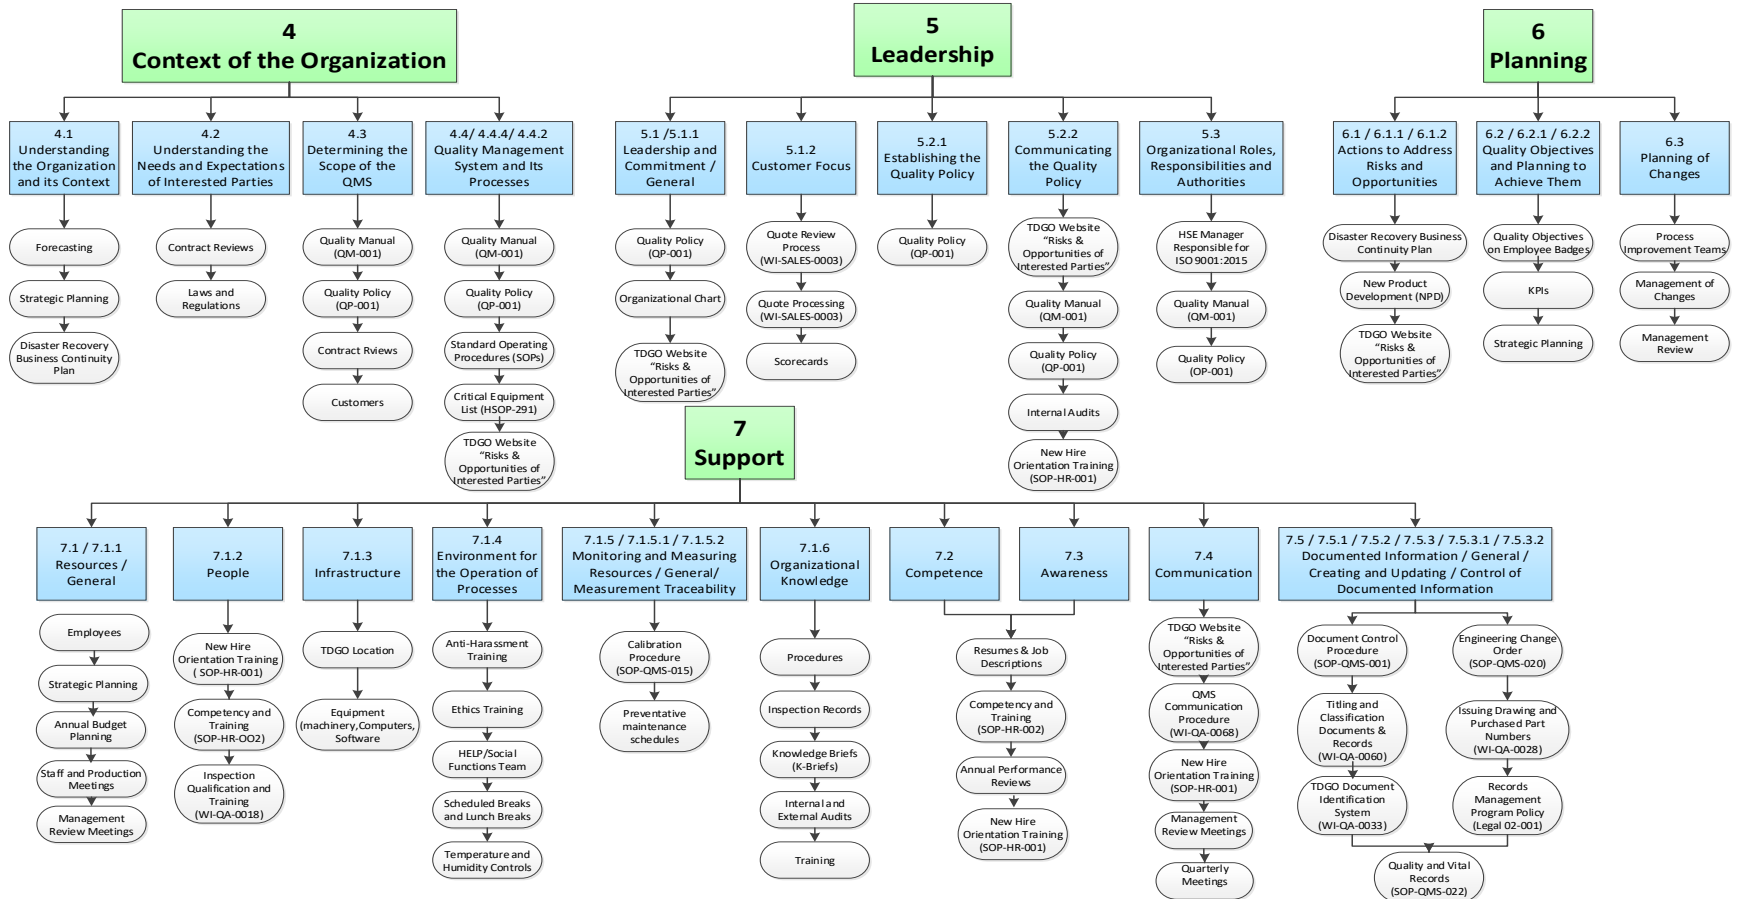 4
Context of the Organization
5
Leadership
6
Planning
4.1
Understanding
the Organization
and its Context
4.2
Understanding the
Needs and Expectations
of Interested Parties
4.3
Determining the
Scope of the
QMS
4.4/ 4.4.4/ 4.4.2
Quality Management
System and Its
Processes
5.1 /5.1.1
Leadership and
Commitment /
General
5.1.2
Customer Focus
5.2.1
Establishing the
Quality Policy
5.2.2
Communicating
the Quality
Policy
5.3
Organizational Roles,
Responsibilities and
Authorities
6.1 / 6.1.1 / 6.1.2
Actions to Address
Risks and
Opportunities
6.2 / 6.2.1 / 6.2.2
Quality Objectives
and Planning to
Achieve Them
6.3
Planning of
Changes
Forecasting
Strategic Planning
Disaster Recovery
Business Continuity
Plan
Contract Reviews
Laws and
Regulations
Quality Manual
(QM-001)
Quality Policy
(QP-001)
Contract Rviews
Customers
Quality Manual
(QM-001)
Quality Policy
(QP-001)
Standard Operating
Procedures (SOPs)
Critical Equipment
List (HSOP-291)
TDGO Website
“Risks &
Opportunities of
Interested Parties”
Quality Policy
(QP-001)
Organizational Chart
TDGO Website
“Risks &
Opportunities of
Interested Parties”
Quote Review
Process
(WI-SALES-0003)
Quote Processing
(WI-SALES-0003)
Scorecards
Quality Policy
(QP-001)
TDGO Website
“Risks &
Opportunities of
Interested Parties”
Quality Manual
(QM-001)
Quality Policy
(QP-001)
Internal Audits
New Hire
Orientation Training
(SOP-HR-001)
HSE Manager
Responsible for
ISO 9001:2015
Quality Manual
(QM-001)
Quality Policy
(OP-001)
Disaster Recovery Business
Continuity Plan
New Product
Development (NPD)
TDGO Website
“Risks &
Opportunities of
Interested Parties”
Quality Objectives
on Employee Badges
KPIs
Strategic Planning
Process
Improvement Teams
Management of
Changes
Management
Review
7
Support
7.1 / 7.1.1
Resources /
General
7.1.2
People
7.1.3
Infrastructure
7.1.4
Environment for
the Operation of
Processes
7.1.5 / 7.1.5.1 / 7.1.5.2
Monitoring and Measuring
Resources / General/
Measurement Traceability
7.1.6
Organizational
Knowledge
7.2
Competence
7.3
Awareness
7.4
Communication
7.5 / 7.5.1 / 7.5.2 / 7.5.3 / 7.5.3.1 / 7.5.3.2
Documented Information / General /
Creating and Updating / Control of
Documented Information
Employees
Strategic Planning
Annual Budget
Planning
Staff and Production
Meetings
Management
Review Meetings
New Hire
Orientation Training
( SOP-HR-001)
Competency and
Training
(SOP-HR-OO2)
Inspection
Qualification and
Training
(WI-QA-0018)
TDGO Location
Equipment
(machinery,Computers,
Software
Anti-Harassment
Training
Ethics Training
HELP/Social
Functions Team
Scheduled Breaks
and Lunch Breaks
Temperature and
Humidity Controls
Calibration
Procedure
(SOP-QMS-015)
Preventative
maintenance
schedules
Procedures
Inspection Records
Knowledge Briefs
(K-Briefs)
Internal and
External Audits
Training
Resumes & Job
Descriptions
Competency and
Training
(SOP-HR-002)
Annual Performance
Reviews
New Hire
Orientation Training
(SOP-HR-001)
TDGO Website
“Risks &
Opportunities of
Interested Parties”
QMS
Communication
Procedure
(WI-QA-0068)
New Hire
Orientation Training
(SOP-HR-001)
Management
Review Meetings
Quarterly
Meetings
Document Control
Procedure
(SOP-QMS-001)
Titling and
Classification
Documents &
Records
(WI-QA-0060)
TDGO Document
Identification
System
(WI-QA-0033)
Engineering Change
Order
(SOP-QMS-020)
Issuing Drawing and
Purchased Part
Numbers
(WI-QA-0028)
Records
Management
Program Policy
(Legal 02-001)
Quality and Vital
Records
(SOP-QMS-022)